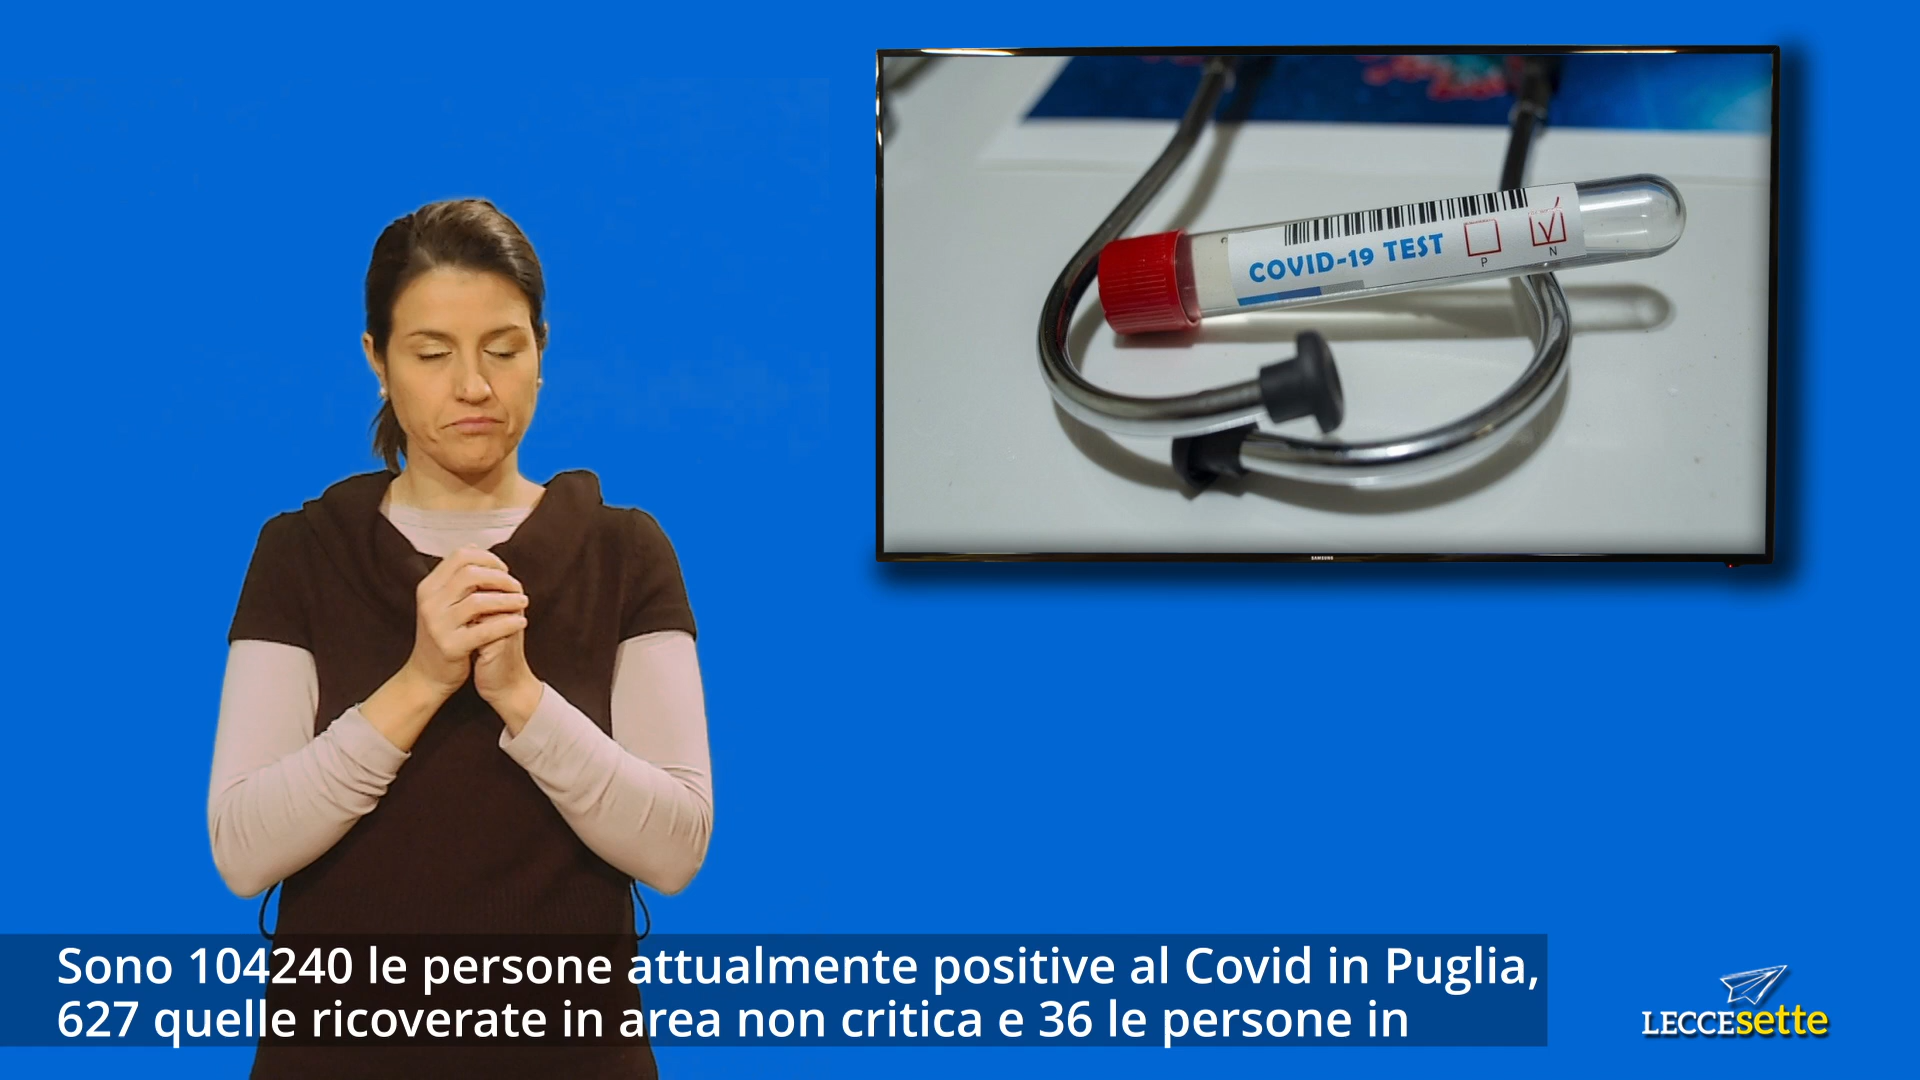 COVID-19 TEST
P
N
SAMSUNG
Sono 104240 le persone attualmente positive al Covid in Puglia,
627 quelle ricoverate in area non critica e 36 le persone in
LECCEsette